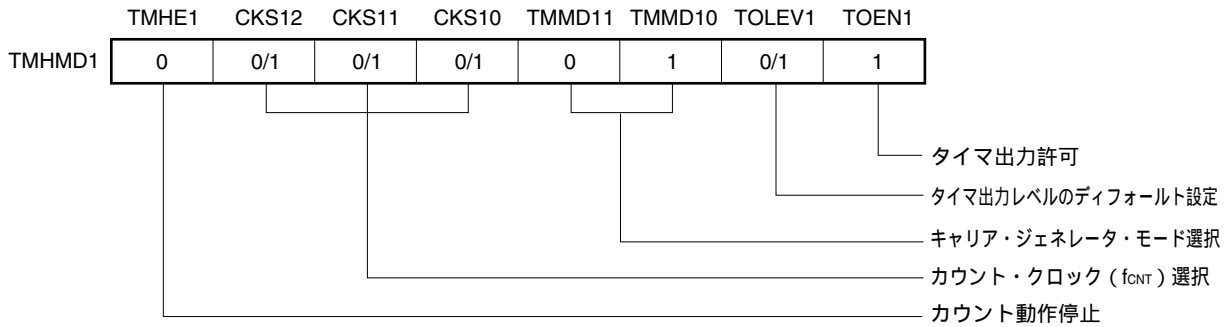 TMHE1 CKS12 CKS11 CKS10 TMMD11 TMMD10 TOLEV1 TOEN1
TMHMD1 0 0/1 0/1 0/1 0 1 0/1 1
タイマ出力許可
タイマ出力レベルのディフォールト設定
キャリア・ジェネレータ・モード選択
カウント・クロック（fCNT）選択
カウント動作停止